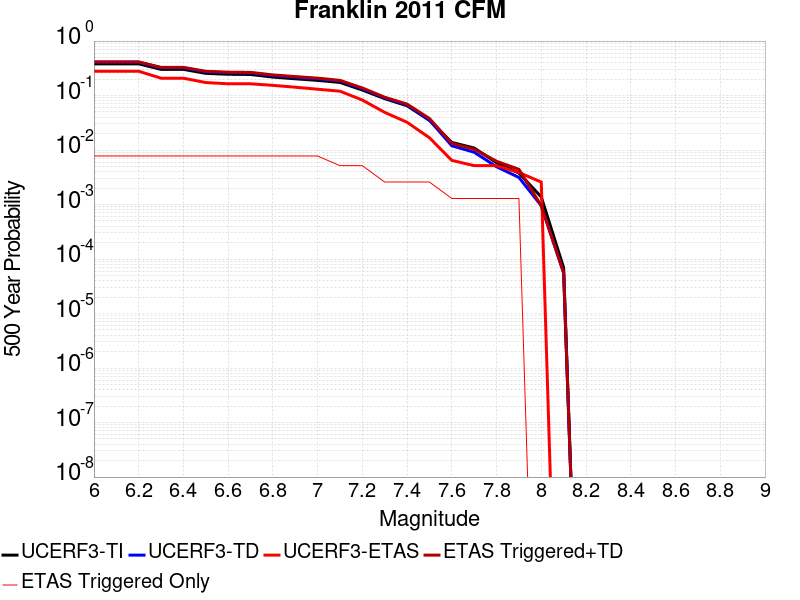 Franklin 2011 CFM
10^0
10^-1
10^-2
10^-3
10^-4
10^-5
10^-6
10^-7
10^-8
500 Year Probability
6 6.2 6.4 6.6 6.8 7 7.2 7.4 7.6 7.8 8 8.2 8.4 8.6 8.8 9
Magnitude
UCERF3-TI UCERF3-TD UCERF3-ETAS ETAS Triggered+TD
ETAS Triggered Only